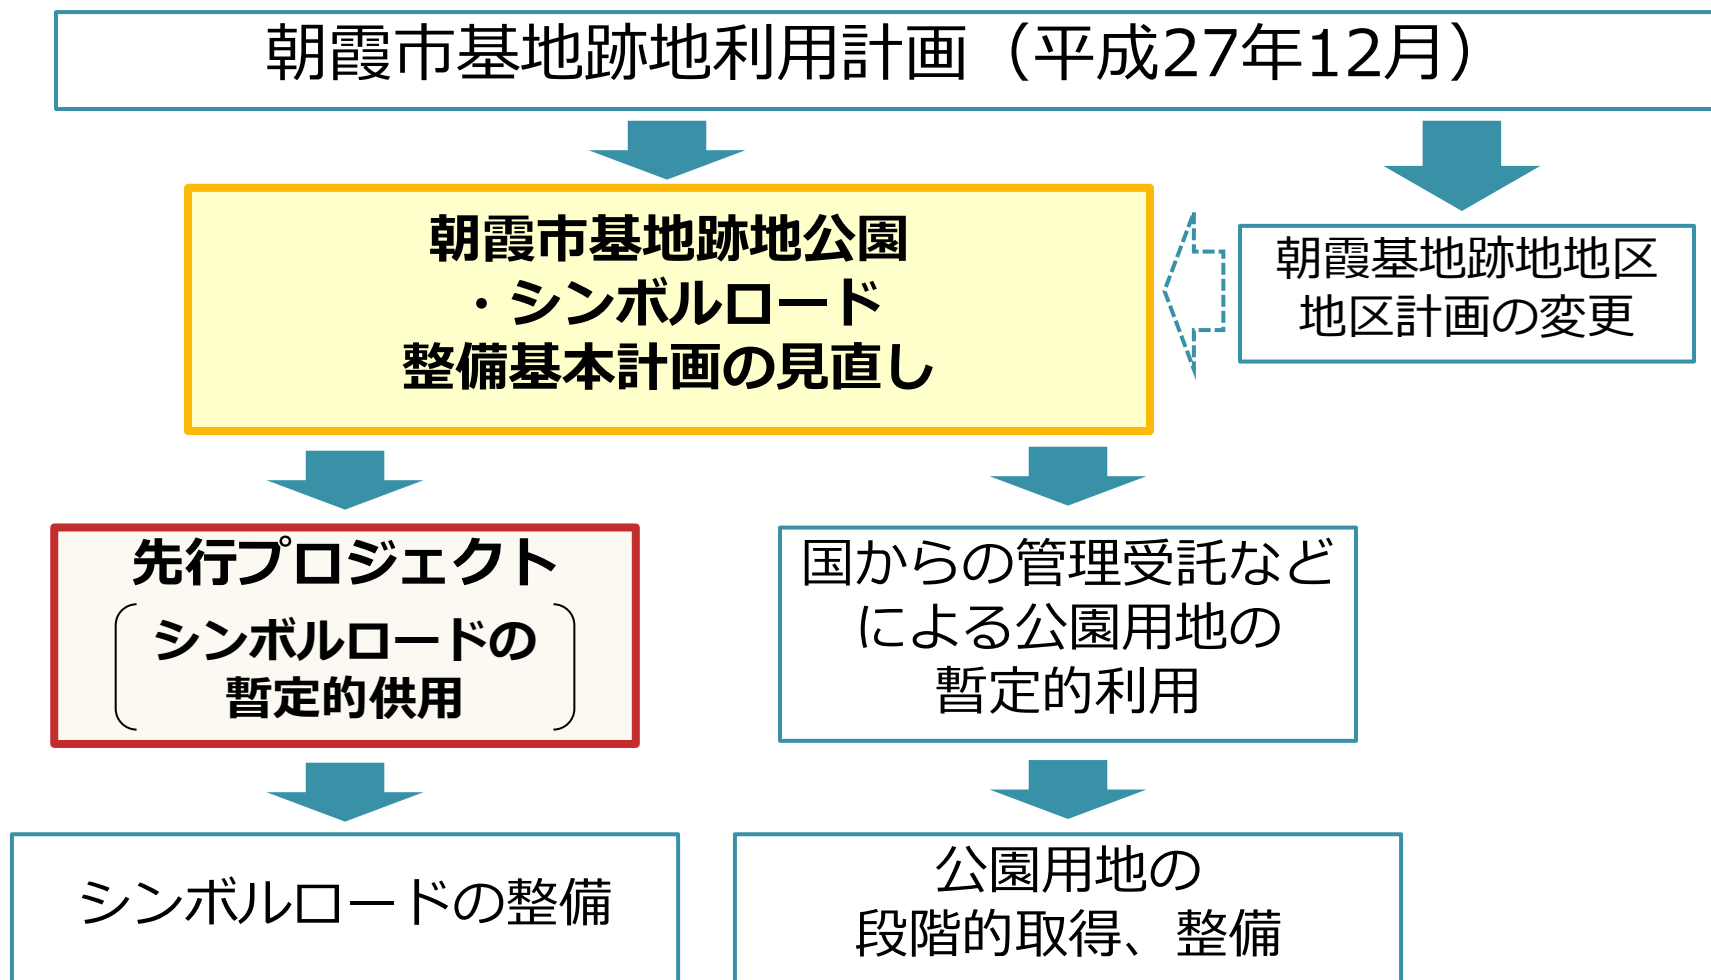 朝霞市基地跡地利用計画（平成27年12月）
朝霞市基地跡地公園
・シンボルロード
整備基本計画の見直し
朝霞基地跡地地区
地区計画の変更
先行プロジェクト
シンボルロードの
暫定的供用
国からの管理受託など
による公園用地の
暫定的利用
シンボルロードの整備
公園用地の
段階的取得、整備